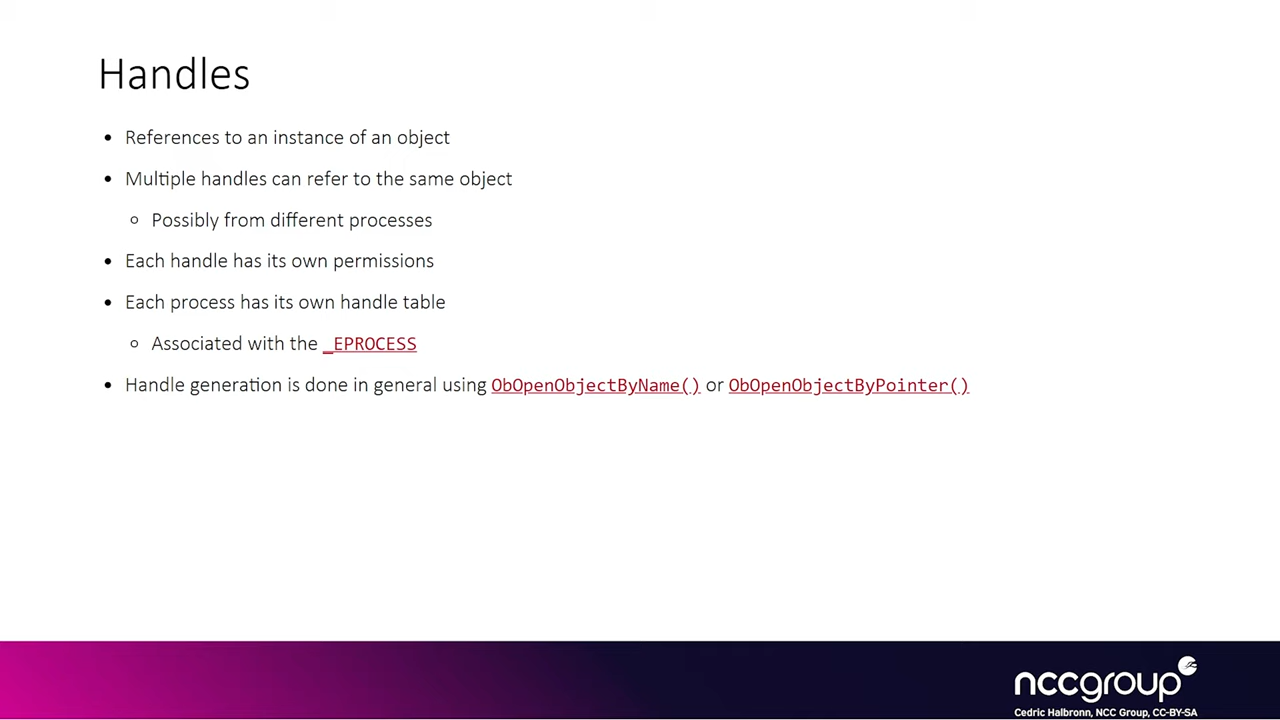 Handles
• References to an instance of an object
• Multiple handles can refer to the same object
◦ Possibly from different processes
• Each handle has its own permissions
• Each process has its own handle table
◦ Associated with the _EPROCESS
• Handle generation is done in general using ObOpenObjectByName() or ObOpenObjectByPointer()
nccgroup
Cedric Halbronn, NCC Group, CC-BY-SA